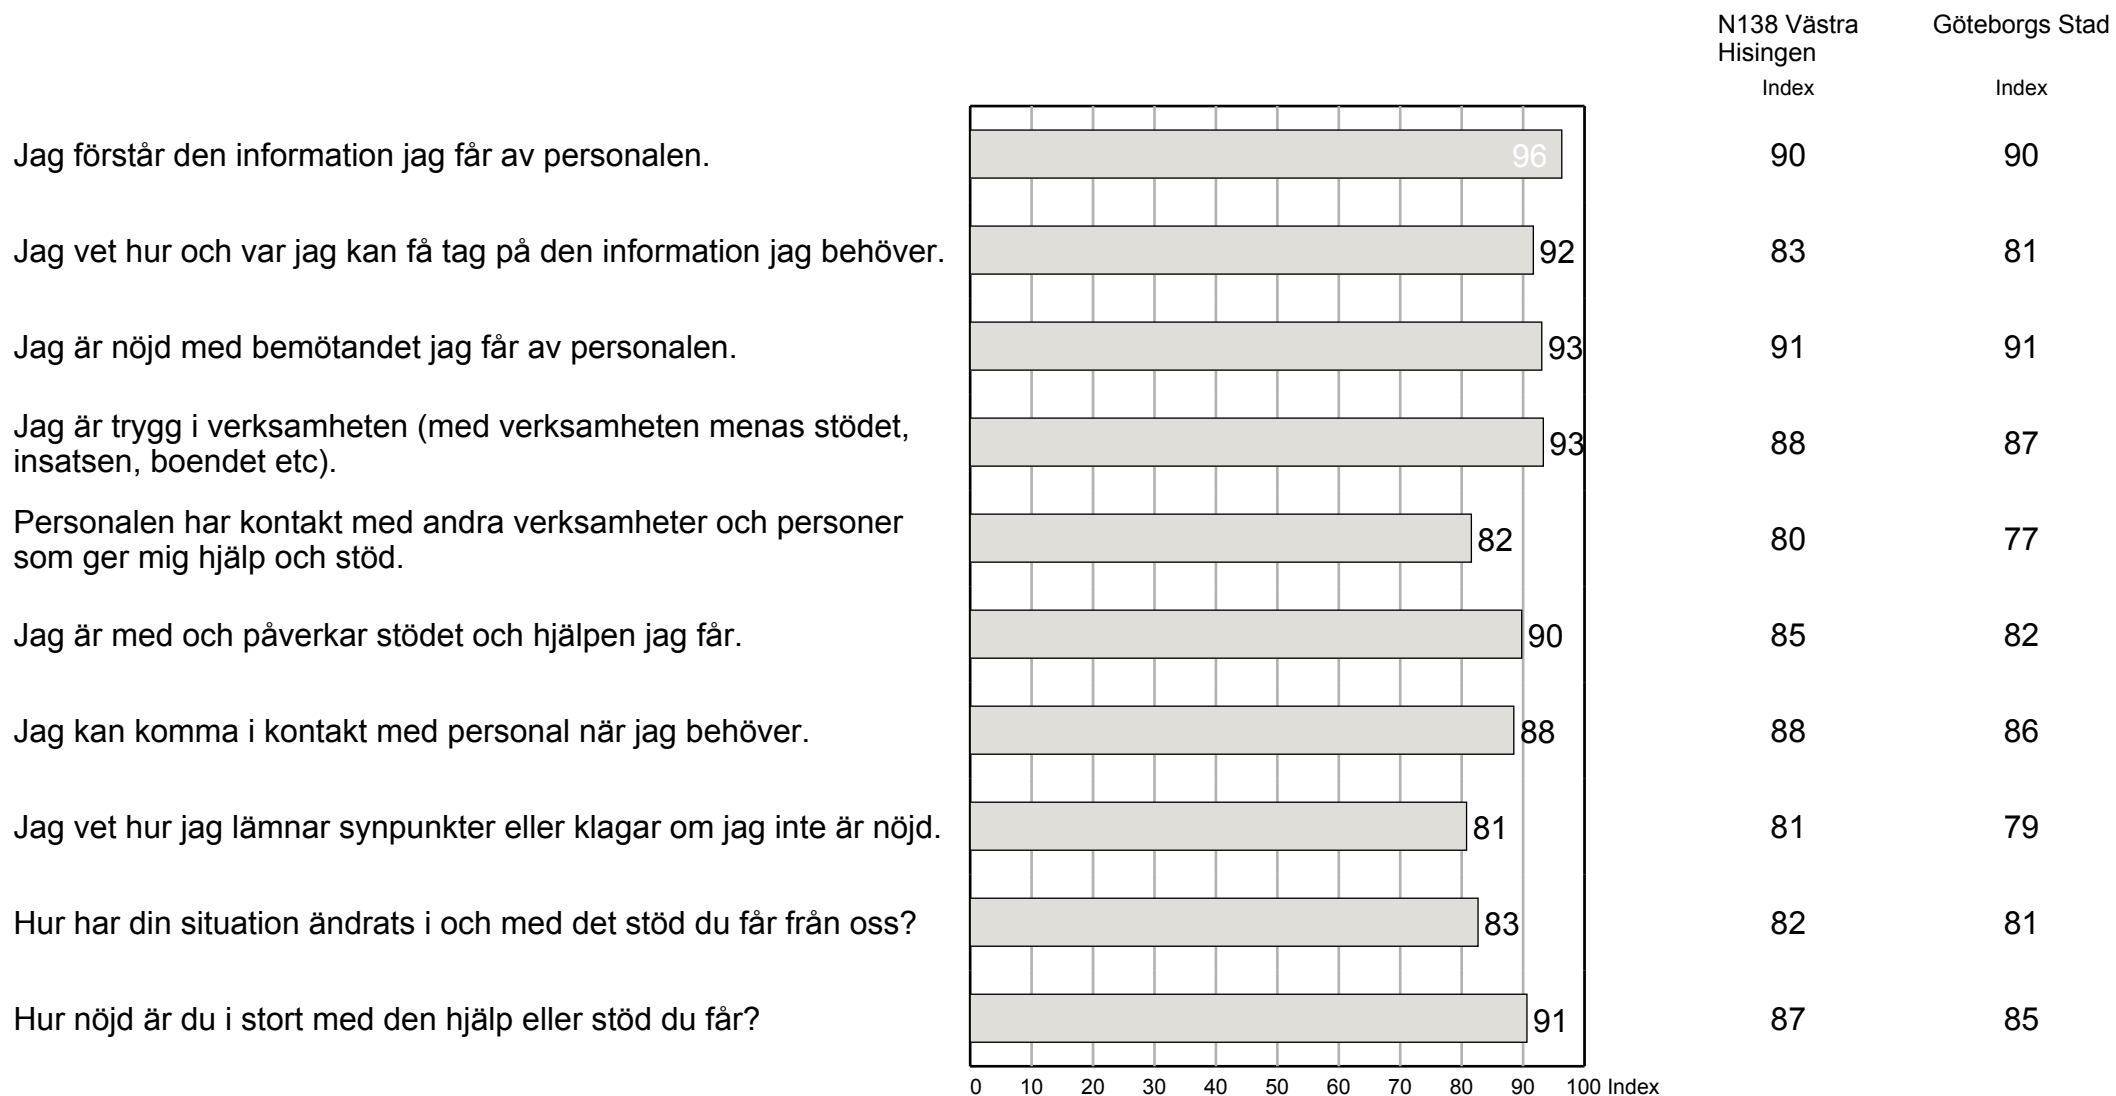 N138 Västra Göteborgs Stad
Hisingen
Index Index
Jag förstår den information jag får av personalen. 96 90 90
Jag vet hur och var jag kan få tag på den information jag behöver. 92 83 81
Jag är nöjd med bemötandet jag får av personalen. 93 91 91
Jag är trygg i verksamheten (med verksamheten menas stödet,
insatsen, boendet etc). 93 88 87
Personalen har kontakt med andra verksamheter och personer
som ger mig hjälp och stöd. 82 80 77
Jag är med och påverkar stödet och hjälpen jag får. 90 85 82
Jag kan komma i kontakt med personal när jag behöver. 88 88 86
Jag vet hur jag lämnar synpunkter eller klagar om jag inte är nöjd. 81 81 79
Hur har din situation ändrats i och med det stöd du får från oss? 83 82 81
Hur nöjd är du i stort med den hjälp eller stöd du får? 91 87 85
0 10 20 30 40 50 60 70 80 90 100 Index